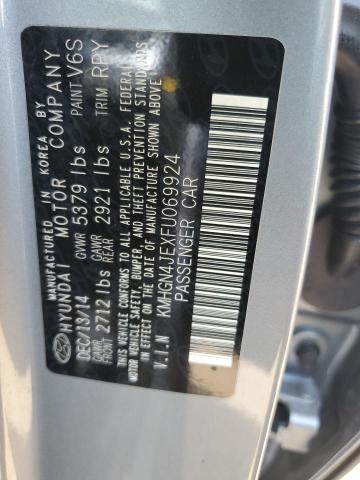 MANUFACTURED IN KOREA BY
HYUNDAI MOTOR COMPANY
DEC/13/14 GVWR 5379 lbs PAINT V6S
GAWR FRONT 2712 lbs GAWR REAR 2921 lbs TRIM RRY
THIS VEHICLE CONFORMS TO ALL APPLICABLE U.S.A. FEDERAL
MOTOR VEHICLE SAFETY, BUMPER, AND THEFT PREVENTION STANDARDS
IN EFFECT ON THE DATE OF MANUFACTURE SHOWN ABOVE
V.I.N KMHGN4JEXFU069924
PASSENGER CAR